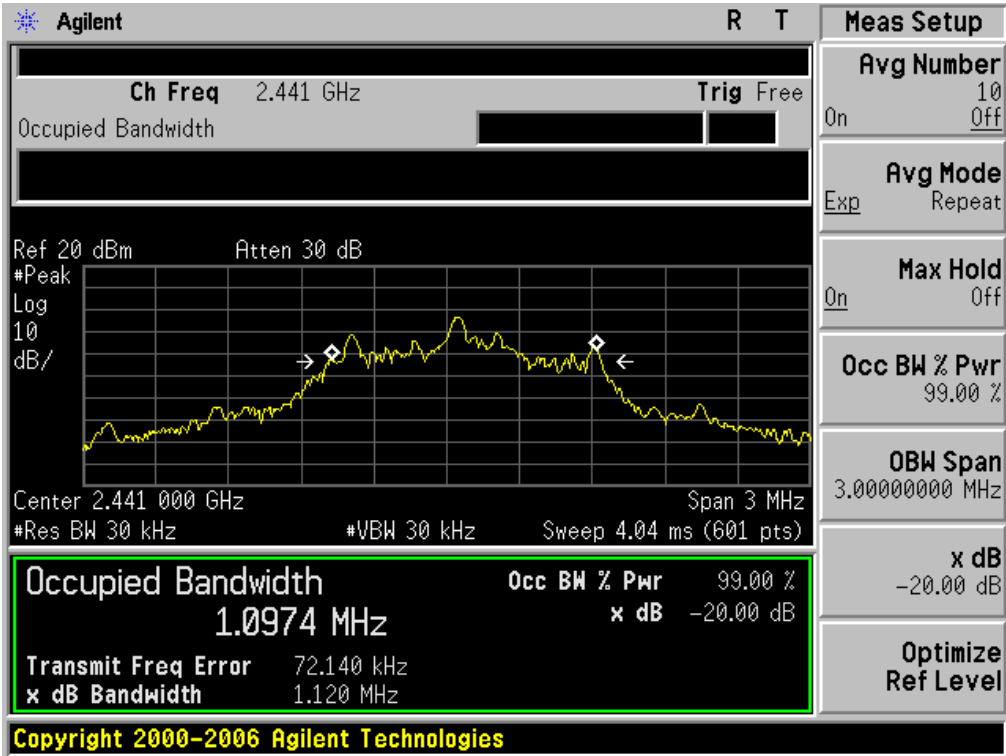 Agilent R T
Ch Freq 2.441 GHz Trig Free
Occupied Bandwidth
Ref 20 dBm Atten 30 dB
#Peak
Log
10
dB/
Center 2.441 000 GHz Span 3 MHz
#Res BW 30 kHz #VBW 30 kHz Sweep 4.04 ms (601 pts)
Occupied Bandwidth Occ BW % Pwr 99.00 %
1.0974 MHz x dB -20.00 dB
Transmit Freq Error 72.140 kHz
x dB Bandwidth 1.120 MHz
Copyright 2000-2006 Agilent Technologies
Meas Setup
Avg Number
10
On Off
Avg Mode
Exp Repeat
Max Hold
On Off
Occ BW % Pwr
99.00 %
OBW Span
3.00000000 MHz
x dB
-20.00 dB
Optimize
Ref Level